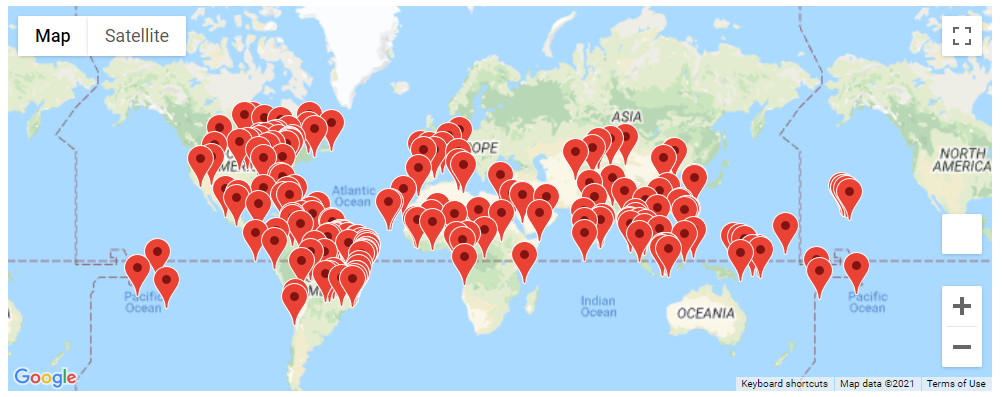 Map
Satellite
ASIA
OPE
NORTH
AMERICA
Atlantic
Ocean
Pacific
Ocean
Indian
Ocean
OCEANIA
Pacific
Ocean
Google
Keyboard shortcuts
Map data ©2021
Terms of Use